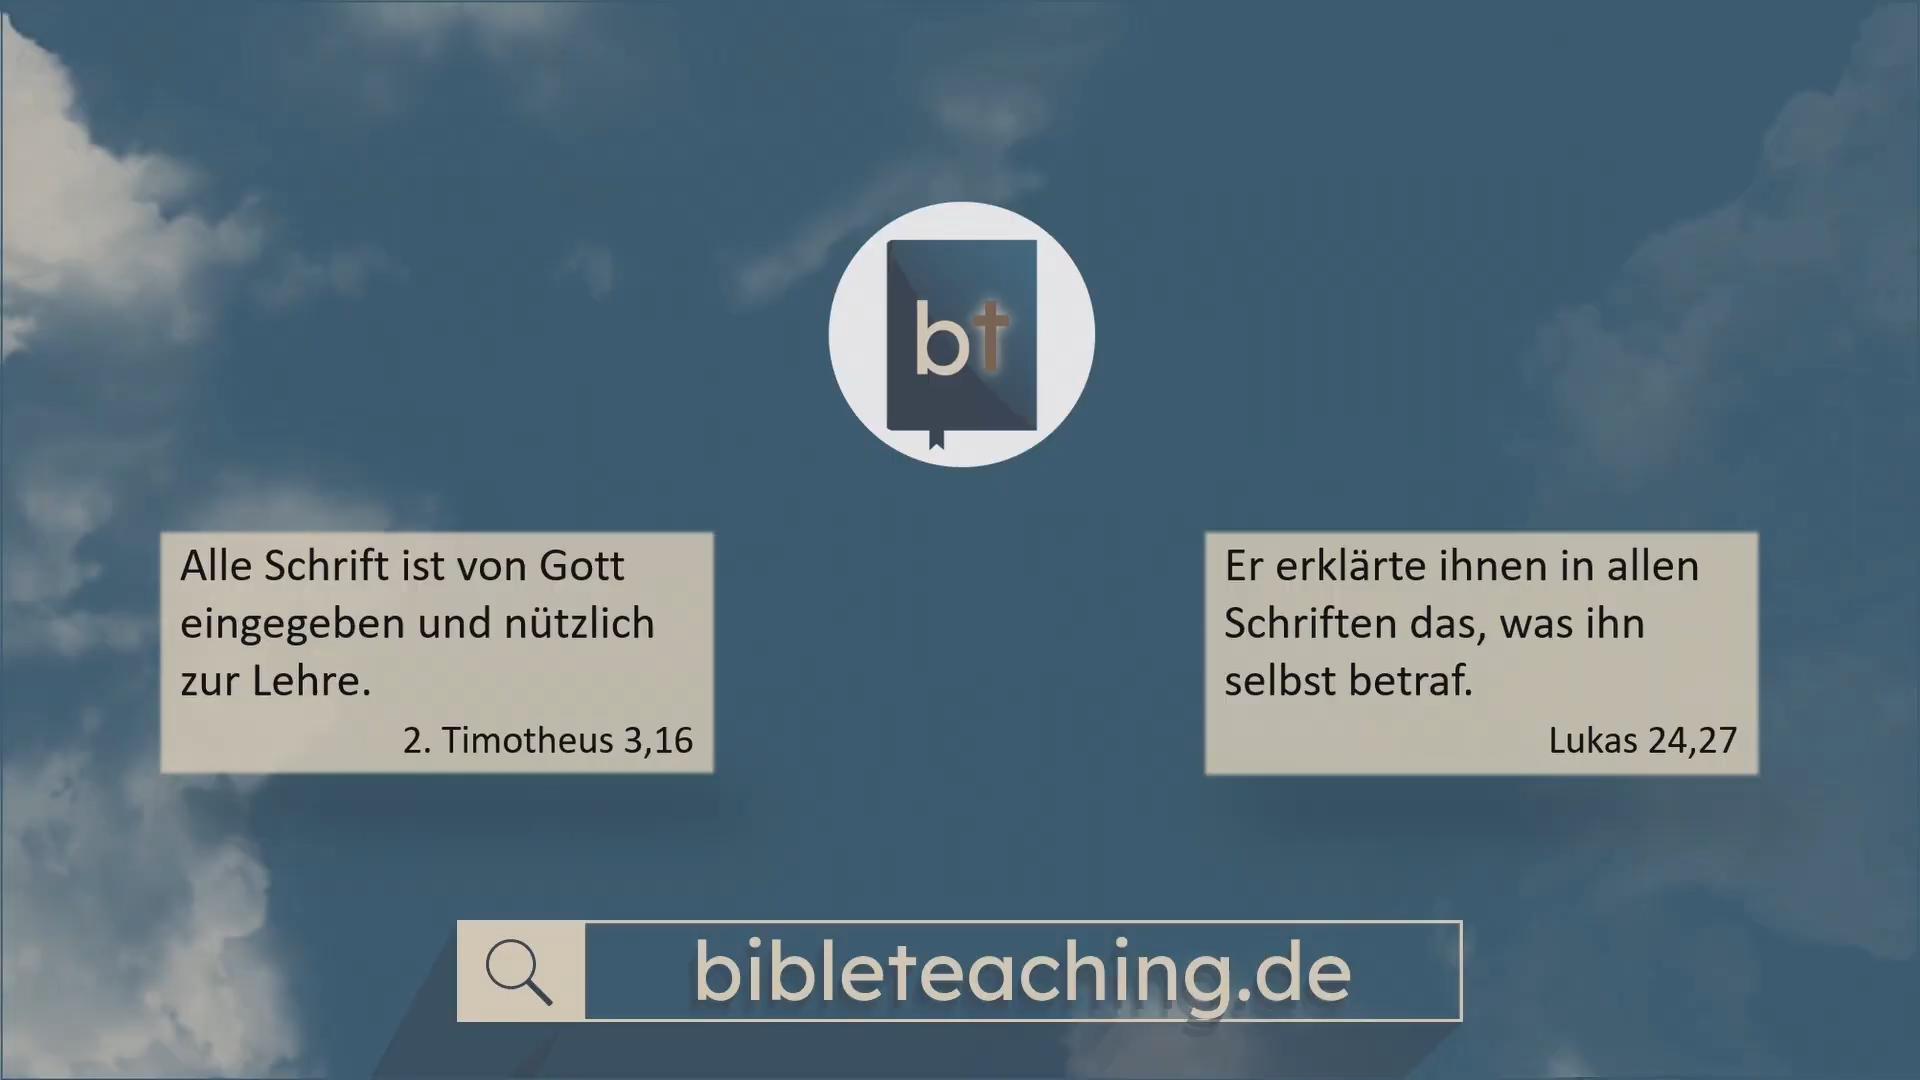 bt
Alle Schrift ist von Gott
eingegeben und nützlich
zur Lehre.
2. Timotheus 3,16
Er erklärte ihnen in allen
Schriften das, was ihn
selbst betraf.
Lukas 24,27
bibleteaching.de